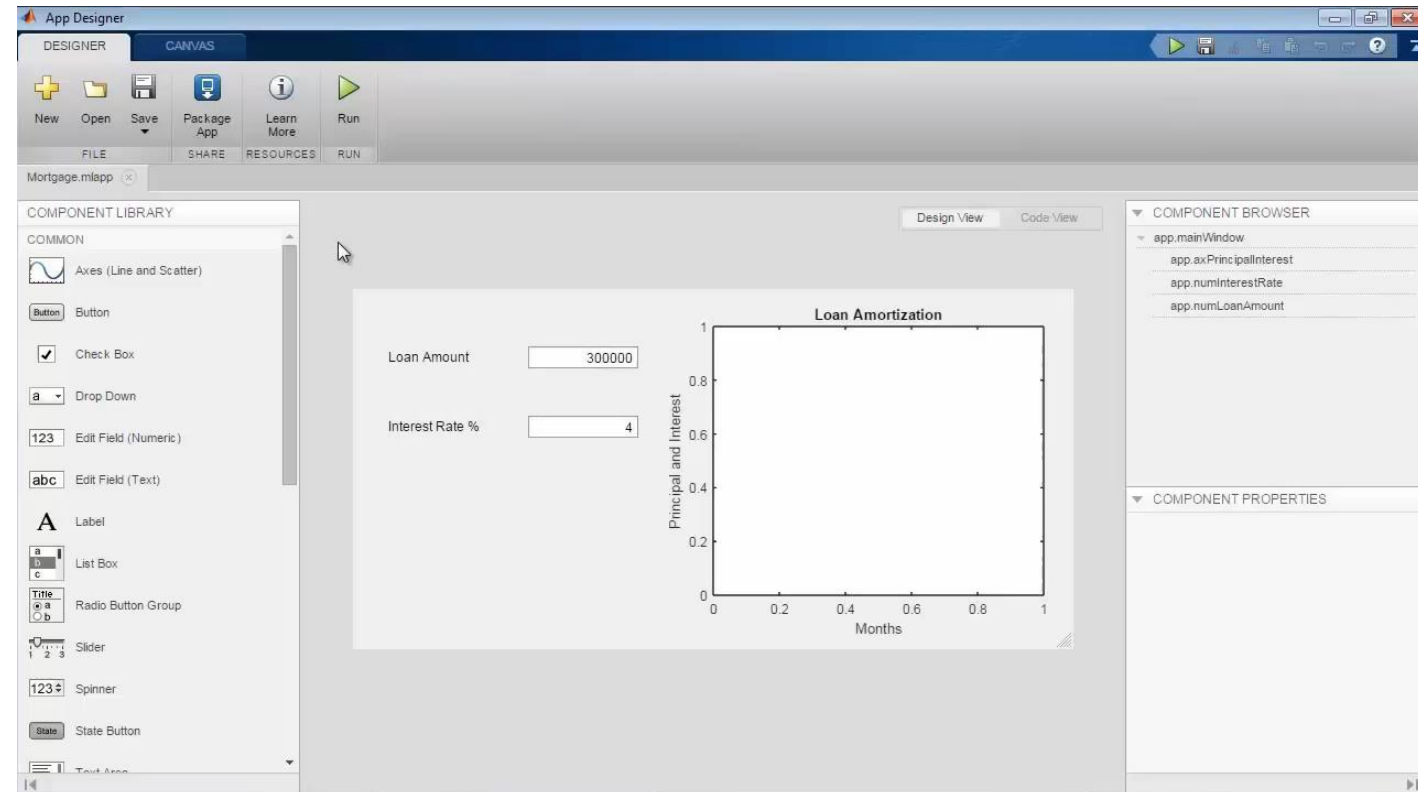 App Designer
DESIGNER CANVAS
New Open Save Package App Learn More Run
FILE SHARE RESOURCES RUN
Mortgage.mlapp
COMPONENT LIBRARY
COMMON
Axes (Line and Scatter)
Button Button
Check Box
a Drop Down
123 Edit Field (Numeric)
abc Edit Field (Text)
A Label
a
b
c
List Box
Title
a
b
Radio Button Group
1 2 3 Slider
123 Spinner
State State Button
Text Area
Design View Code View
Loan Amount 300000
Interest Rate % 4
Loan Amortization
Principal and Interest
1
0.8
0.6
0.4
0.2
0
0 0.2 0.4 0.6 0.8 1
Months
COMPONENT BROWSER
app.mainWindow
app.axPrincipalInterest
app.numInterestRate
app.numLoanAmount
COMPONENT PROPERTIES